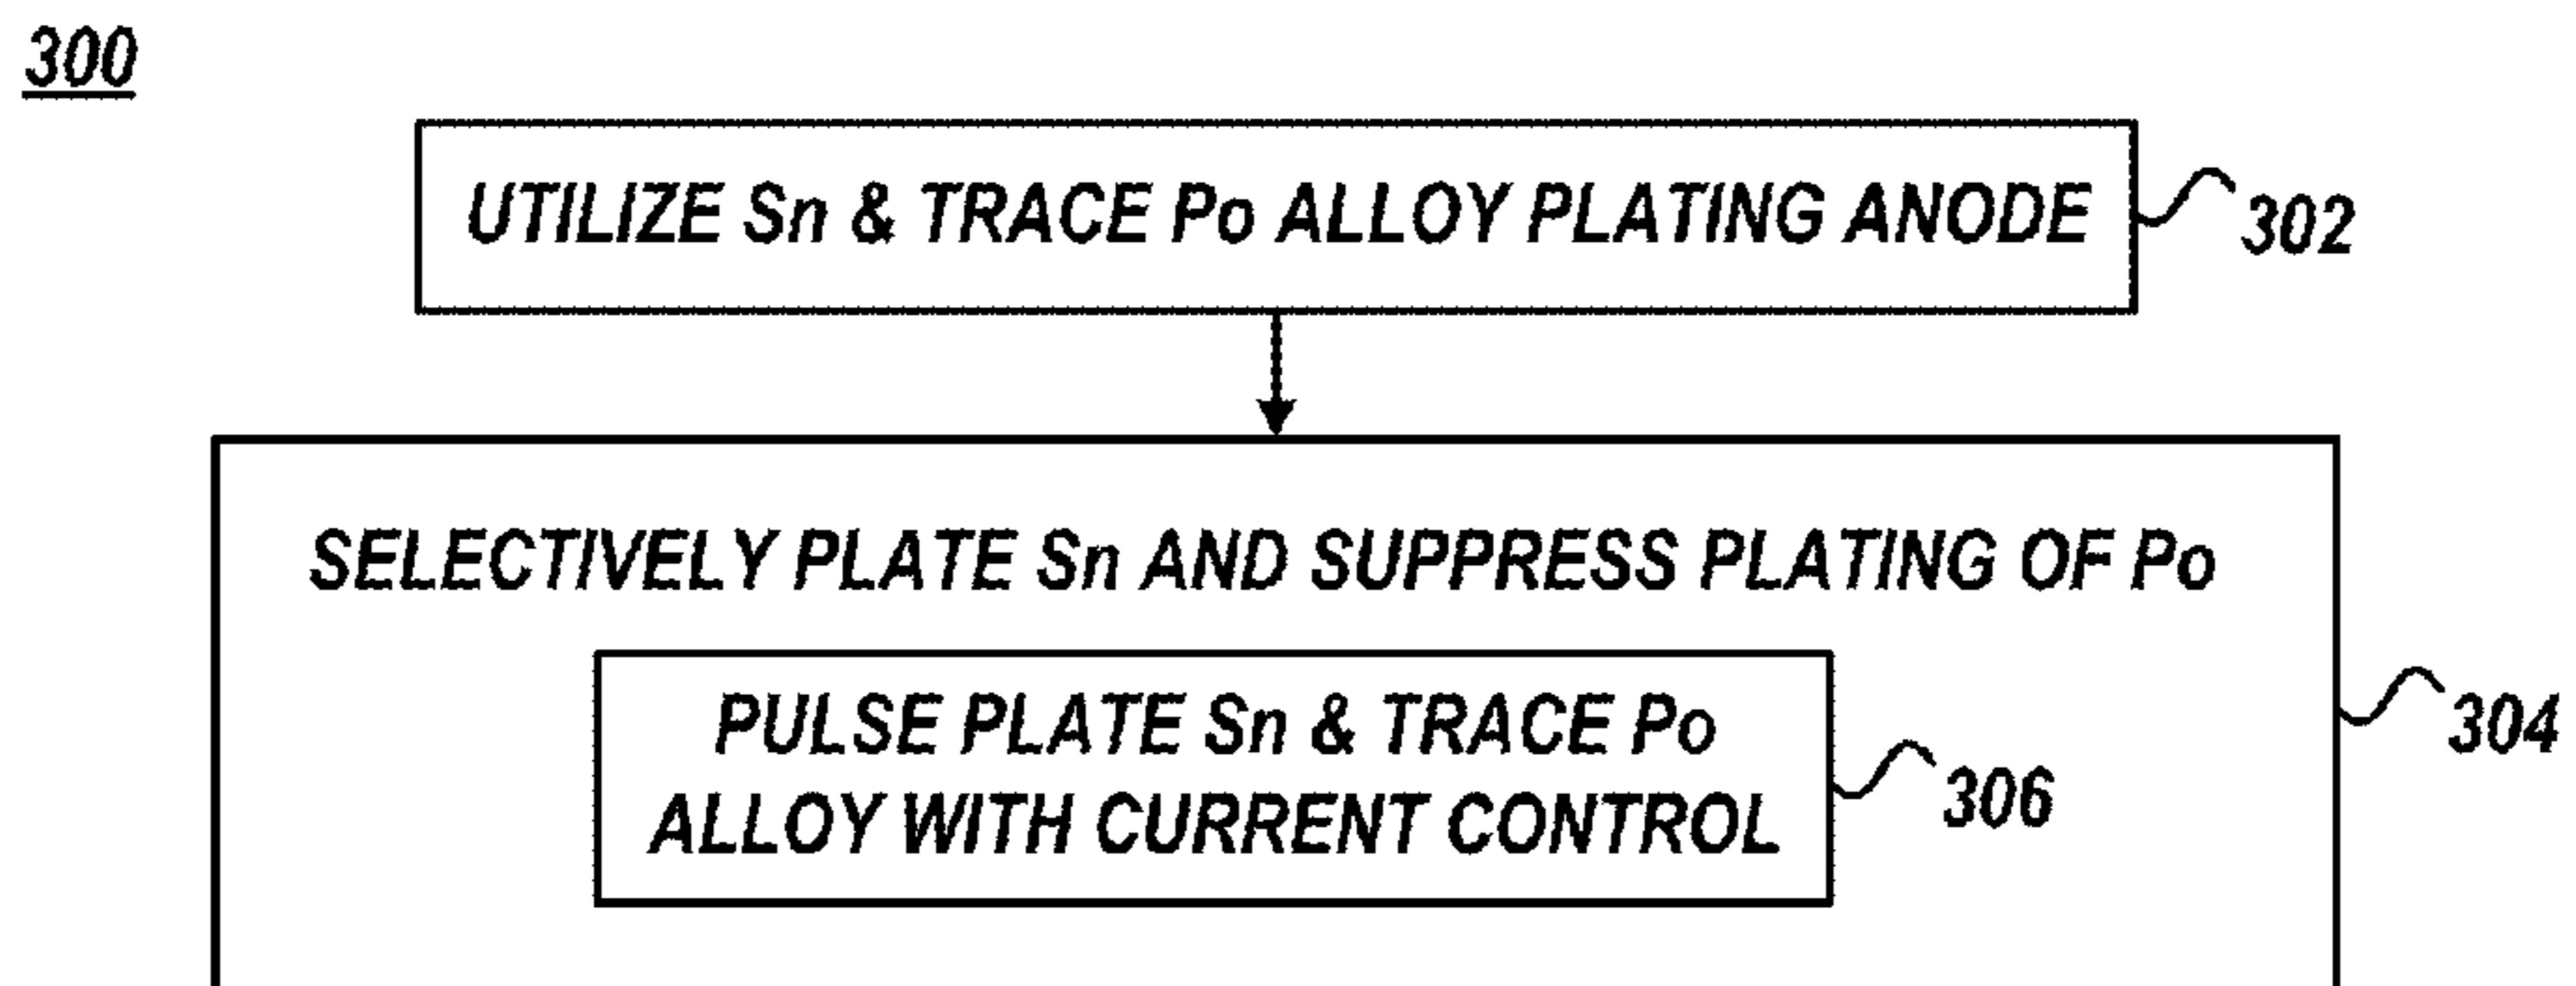 300
UTILIZE Sn & TRACE Po ALLOY PLATING ANODE
302
SELECTIVELY PLATE Sn AND SUPPRESS PLATING OF Po
PULSE PLATE Sn & TRACE Po
ALLOY WITH CURRENT CONTROL
304
306